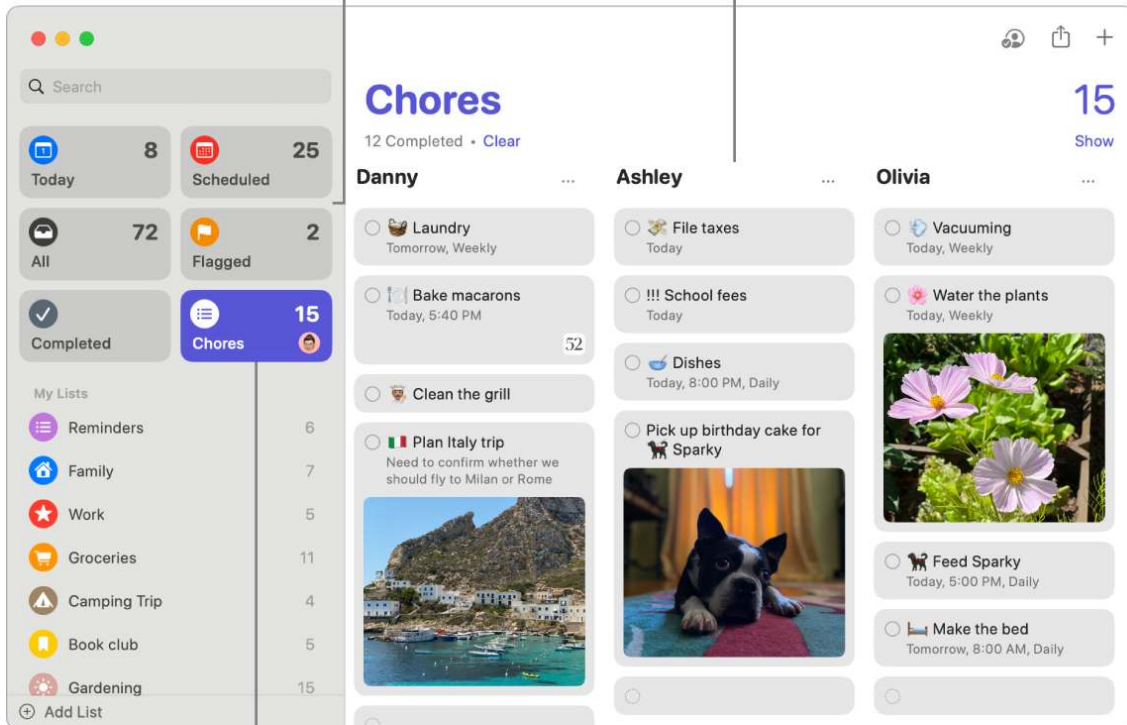 Search
8
Today
25
Scheduled
72
All
2
Flagged
Completed
15
Chores
My Lists
Reminders 6
Family 7
Work 5
Groceries 11
Camping Trip 4
Book club 5
Gardening 15
Add List
Chores 15
12 Completed • Clear Show
Danny ...
Laundry
Tomorrow, Weekly
Bake macarons
Today, 5:40 PM
52
Clean the grill
Plan Italy trip
Need to confirm whether we
should fly to Milan or Rome
Ashley ...
File taxes
Today
!!! School fees
Today
Dishes
Today, 8:00 PM, Daily
Pick up birthday cake for
Sparky
Olivia ...
Vacuuming
Today, Weekly
Water the plants
Today, Weekly
Feed Sparky
Today, 5:00 PM, Daily
Make the bed
Tomorrow, 8:00 AM, Daily